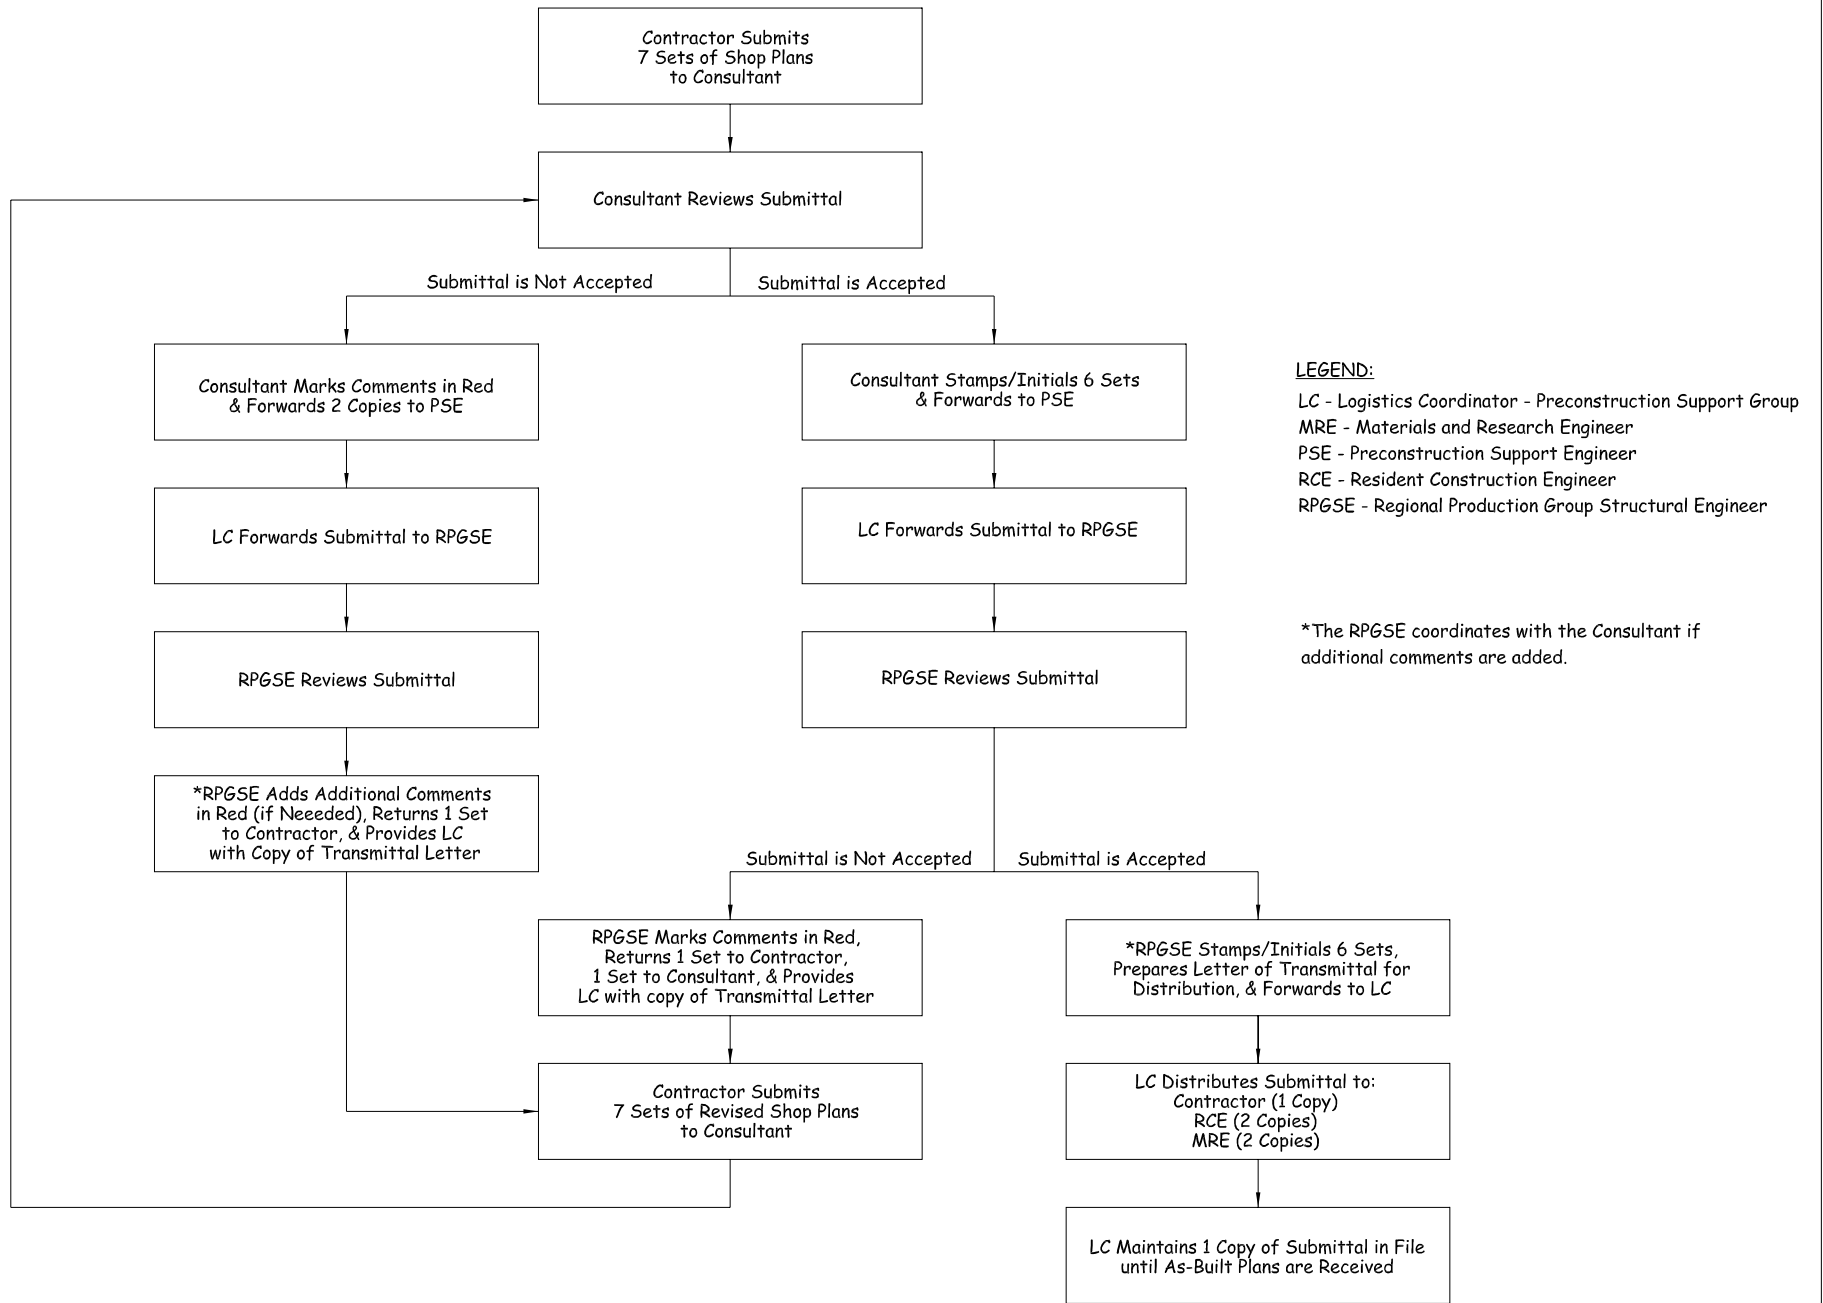 Contractor Submits
7 Sets of Shop Plans
to Consultant
Consultant Reviews Submittal
Submittal is Not Accepted
Submittal is Accepted
Consultant Marks Comments in Red
& Forwards 2 Copies to PSE
Consultant Stamps/Initials 6 Sets
& Forwards to PSE
LEGEND:
LC - Logistics Coordinator - Preconstruction Support Group
MRE - Materials and Research Engineer
PSE - Preconstruction Support Engineer
RCE - Resident Construction Engineer
RPGSE - Regional Production Group Structural Engineer
LC Forwards Submittal to RPGSE
LC Forwards Submittal to RPGSE
*The RPGSE coordinates with the Consultant if
additional comments are added.
RPGSE Reviews Submittal
RPGSE Reviews Submittal
*RPGSE Adds Additional Comments
in Red (if Neeeded), Returns 1 Set
to Contractor, & Provides LC
with Copy of Transmittal Letter
Submittal is Not Accepted
Submittal is Accepted
RPGSE Marks Comments in Red,
Returns 1 Set to Contractor,
1 Set to Consultant, & Provides
LC with copy of Transmittal Letter
*RPGSE Stamps/Initials 6 Sets,
Prepares Letter of Transmittal for
Distribution, & Forwards to LC
Contractor Submits
7 Sets of Revised Shop Plans
to Consultant
LC Distributes Submittal to:
Contractor (1 Copy)
RCE (2 Copies)
MRE (2 Copies)
LC Maintains 1 Copy of Submittal in File
until As-Built Plans are Received